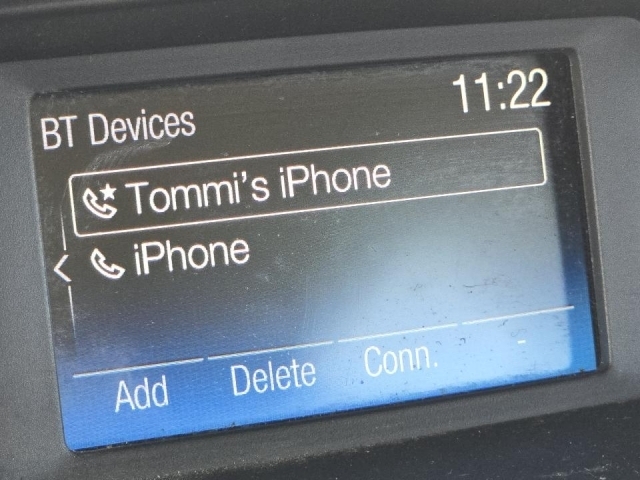 11:22
BT Devices
Tommi's iPhone
iPhone
Add Delete Conn. -